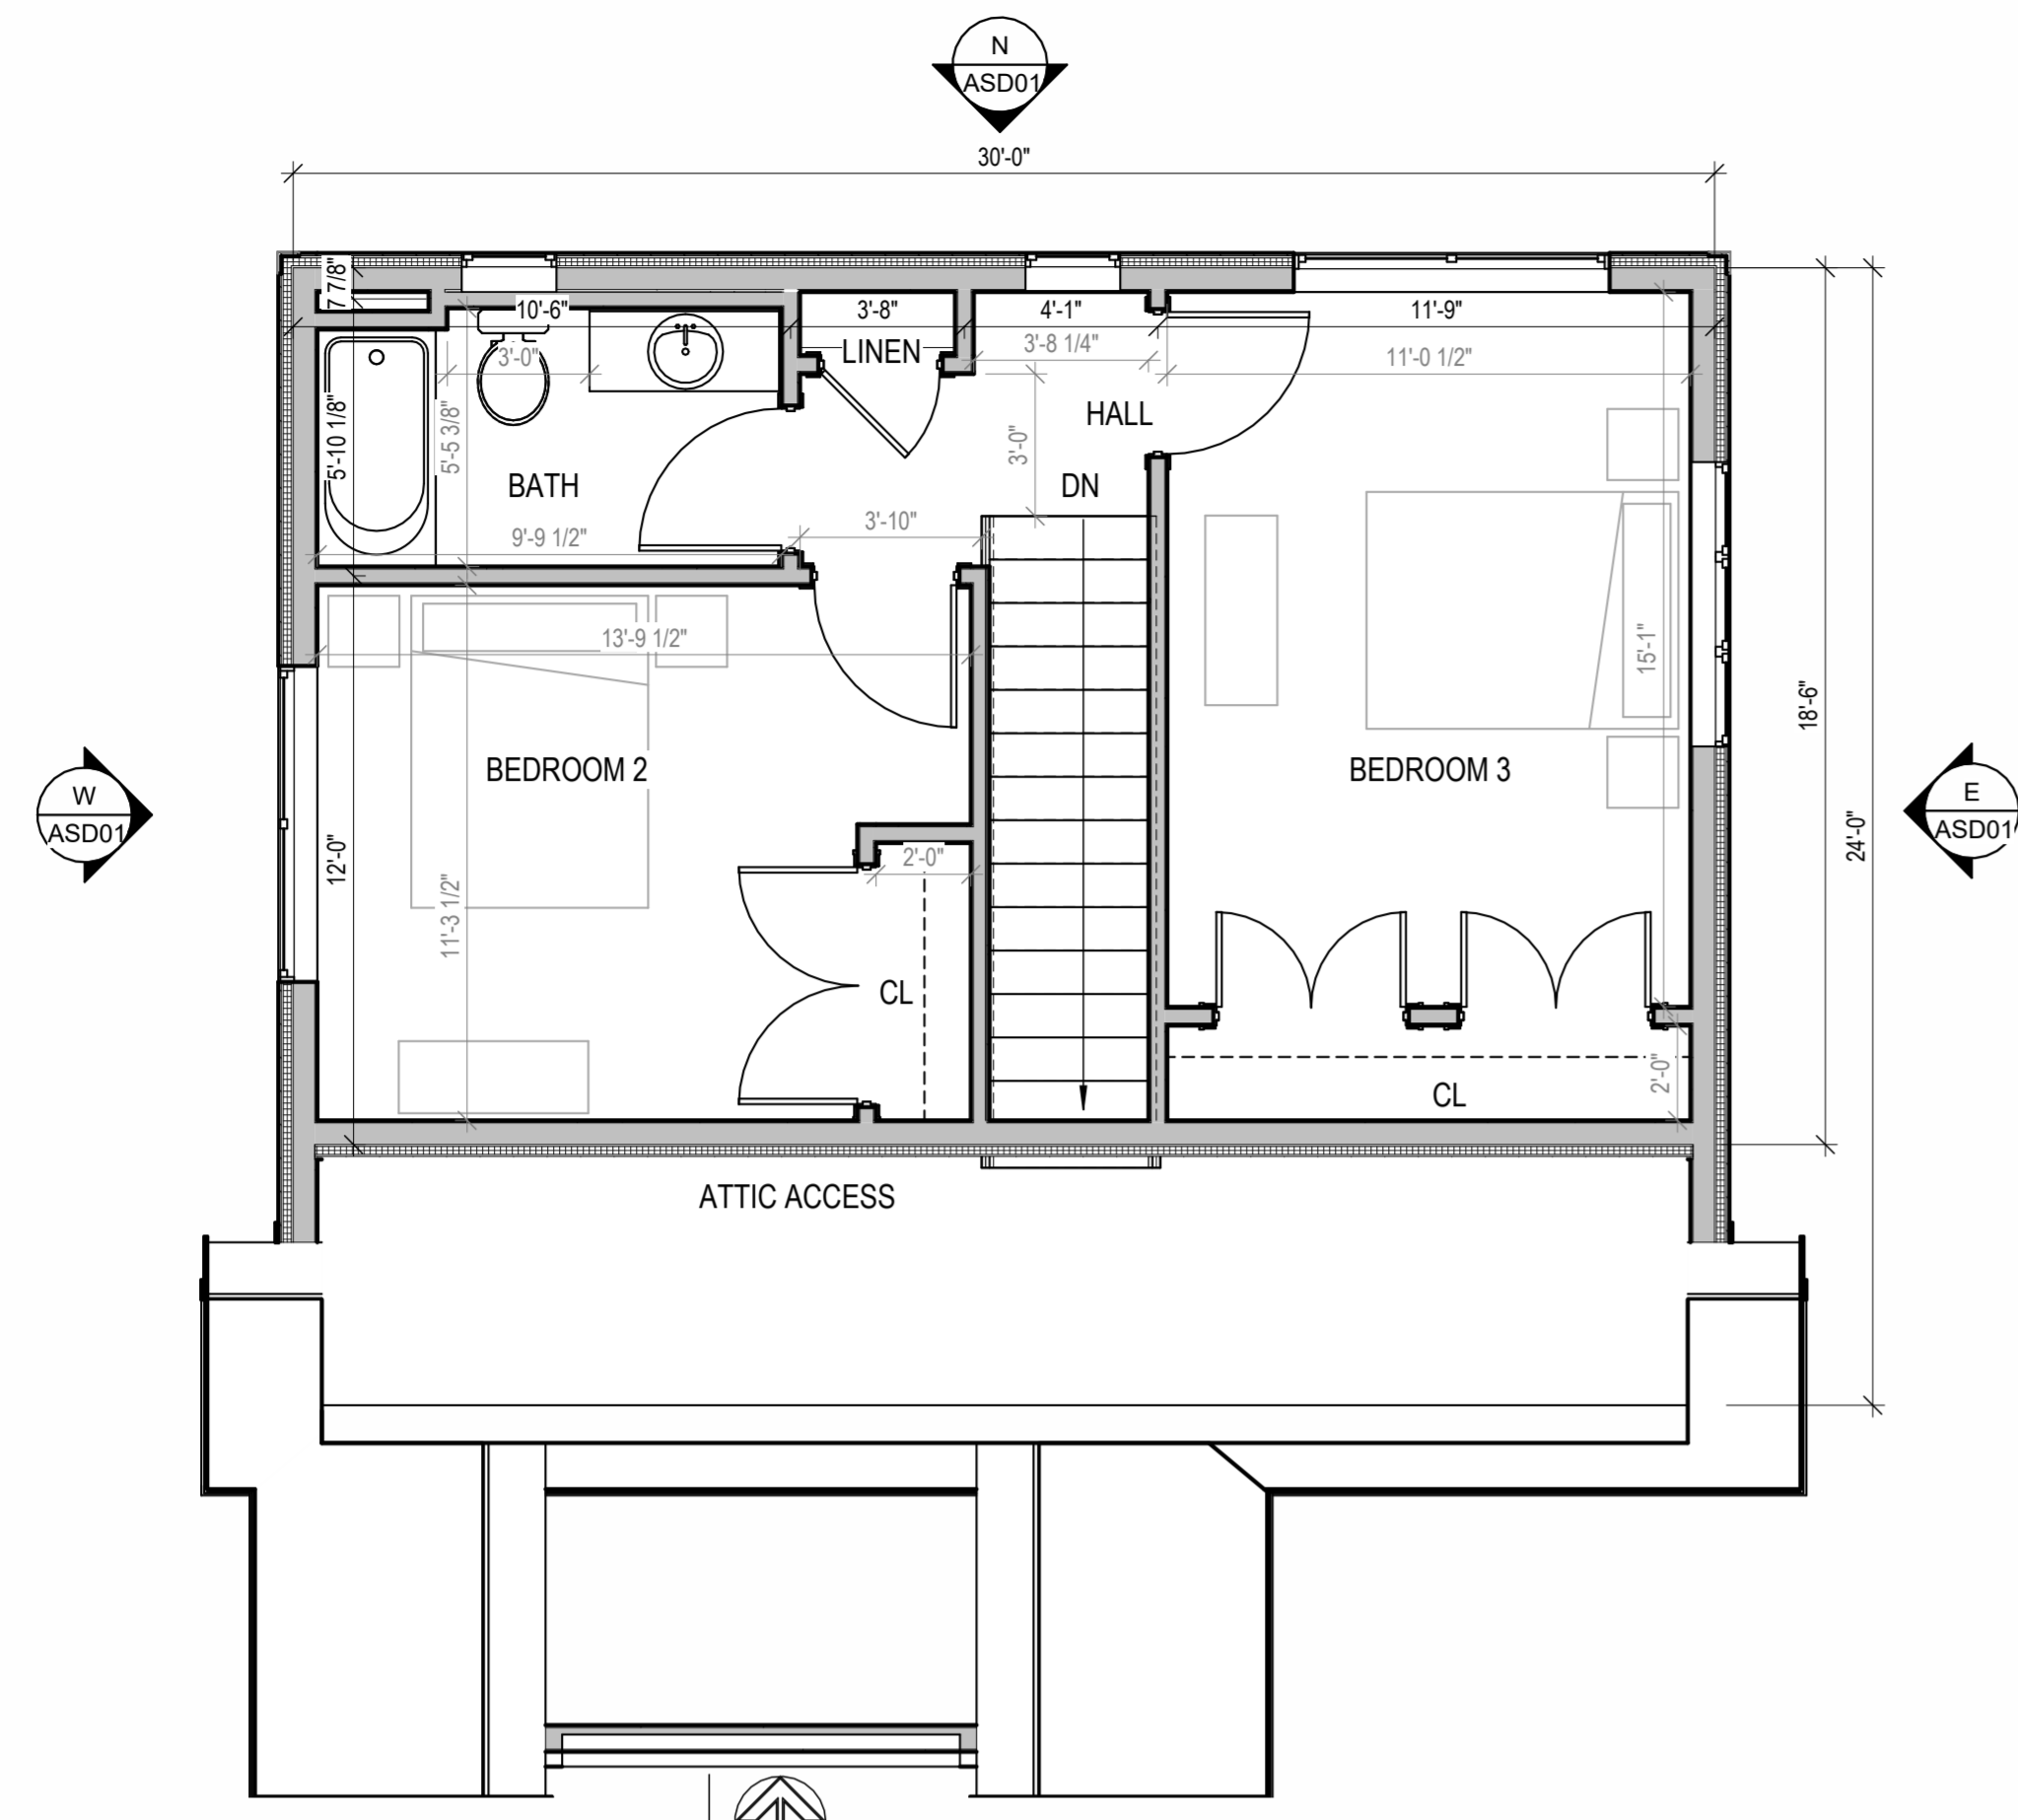 N
ASD01
30'-0"
7 7/8"
10'-6"
3'-8"
4'-1"
11'-9"
LINEN
3'-8 1/4"
3'-0"
11'-0 1/2"
HALL
5'-10 1/8"
5'-5 3/8"
3'-0"
BATH
DN
3'-10"
9'-9 1/2"
13'-9 1/2"
15'-1"
18'-6"
BEDROOM 2
BEDROOM 3
W
ASD01
E
ASD01
24'-0"
12'-0"
2'-0"
11'-3 1/2"
CL
2'-0"
CL
ATTIC ACCESS